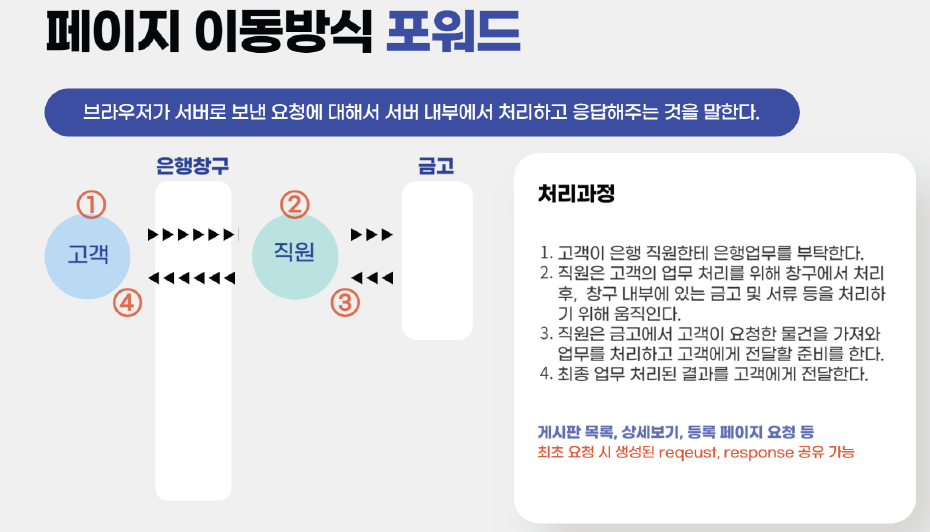 페이지 이동방식 포워드
브라우저가 서버로 보낸 요청에 대해서 서버 내부에서 처리하고 응답해주는 것을 말한다.
은행창구
금고
①
②
고객
직원
④
③
처리과정
1. 고객이 은행 직원한테 은행업무를 부탁한다.
2. 직원은 고객의 업무 처리를 위해 창구에서 처리
후, 창구 내부에 있는 금고 및 서류 등을 처리하
기 위해 움직인다.
3. 직원은 금고에서 고객이 요청한 물건을 가져와
업무를 처리하고 고객에게 전달할 준비를 한다.
4. 최종 업무 처리된 결과를 고객에게 전달한다.
게시판 목록, 상세보기, 등록 페이지 요청 등
최초 요청 시 생성된 reqeust, response 공유 가능